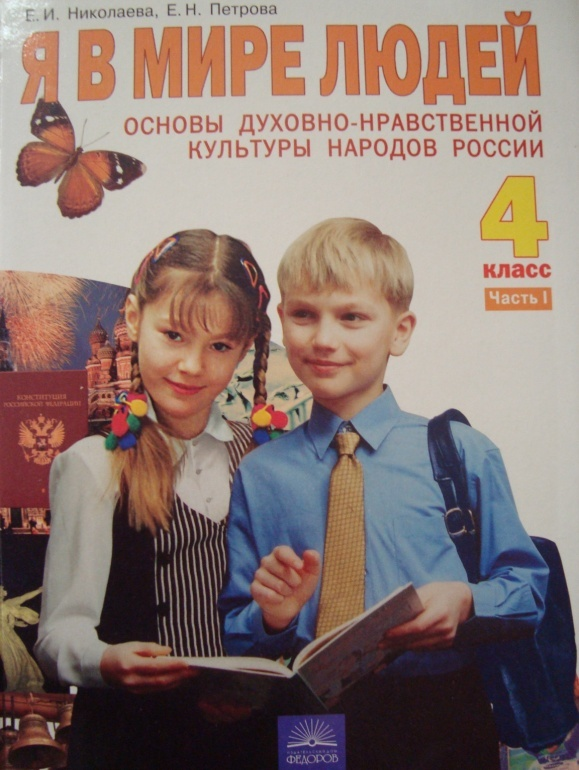 Е. И. Николаева, Е. Н. Петрова
Я В МИРЕ ЛЮДЕЙ
ОСНОВЫ ДУХОВНО-НРАВСТВЕННОЙ
КУЛЬТУРЫ НАРОДОВ РОССИИ
4
класс
Часть I
КОНСТИТУЦИЯ
РОССИЙСКОЙ ФЕДЕРАЦИИ
ФЕДОРОВ